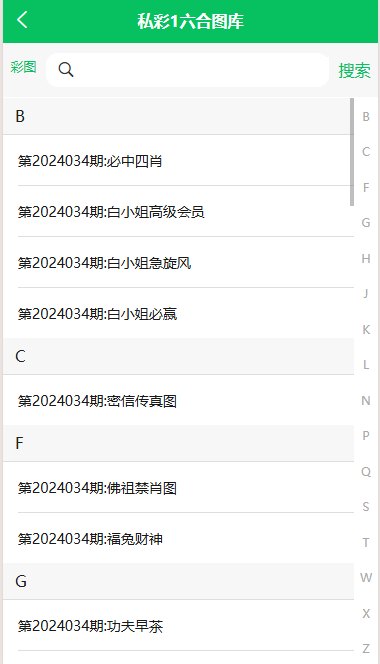 私彩1六合图库
彩图
搜索
B
第2024034期:必中四肖
第2024034期:白小姐高级会员
第2024034期:白小姐急旋风
第2024034期:白小姐必赢
C
第2024034期:密信传真图
F
第2024034期:佛祖禁肖图
第2024034期:福兔财神
G
第2024034期:功夫早茶
B
C
F
G
H
J
K
L
N
P
Q
S
T
W
X
Z